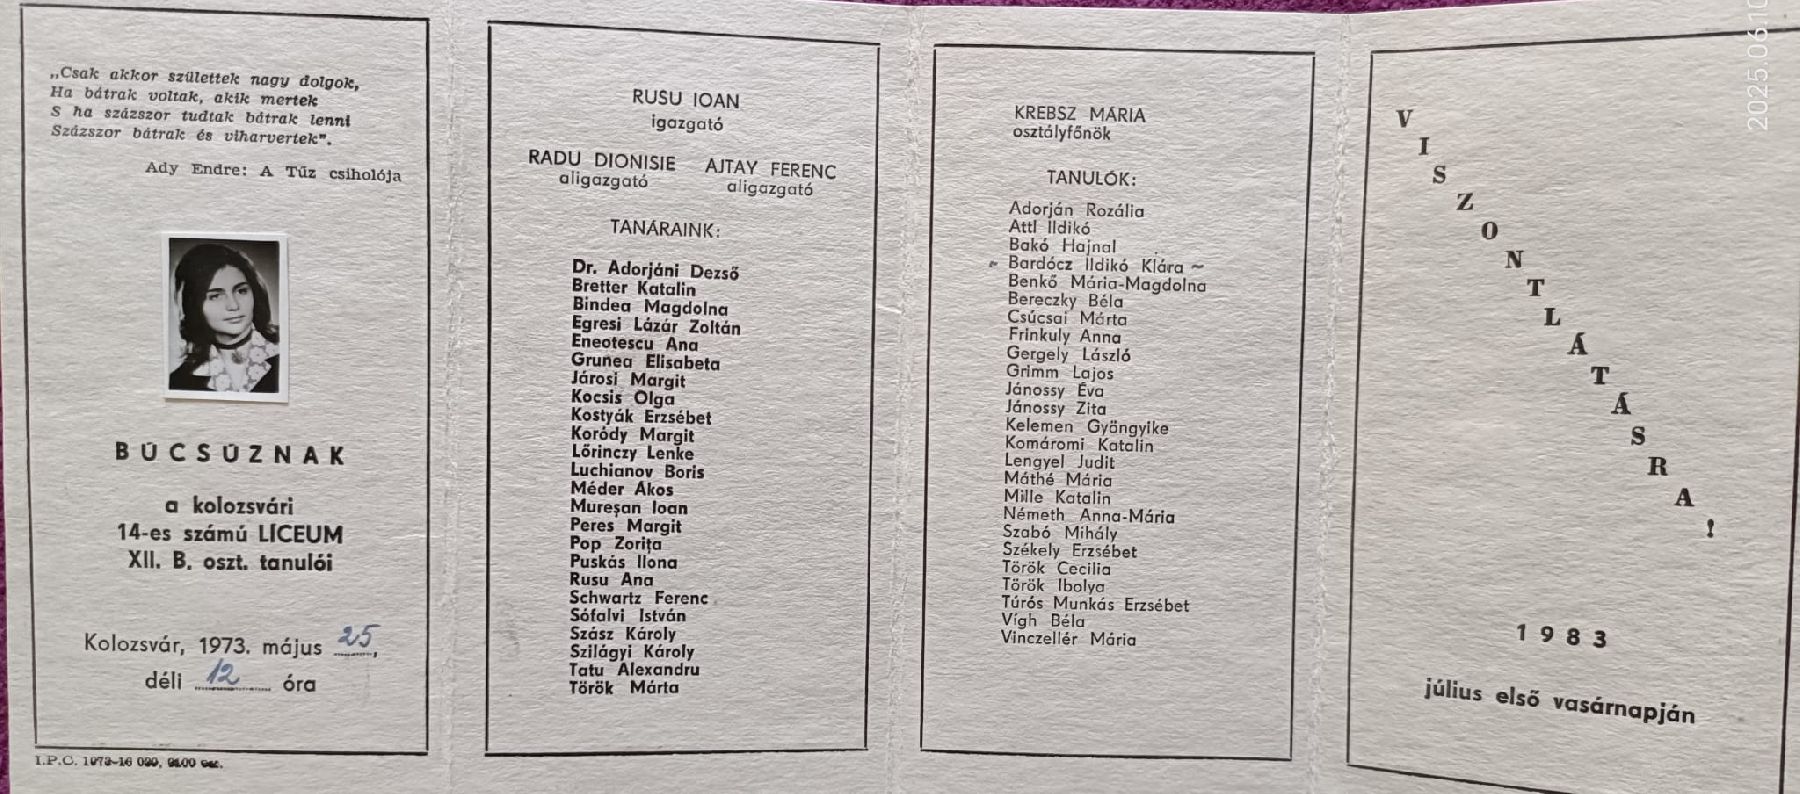 „Csak akkor születtek nagy dolgok,
Ha bátrak voltak, akik mertek
S ha százszor tudtak bátrak lenni
Százszor bátrak és viharvertek".
Ady Endre: A Tűz csiholója
BÚCSÚZNAK
a kolozsvári
14-es számú LICEUM
XII. B. oszt. tanulói
Kolozsvár, 1973. május 25,
déli 12 óra
I.P.C.
RUSU IOAN
igazgató
RADU DIONISIE
aligazgató
AJTAY FERENC
aligazgató
TANÁRAINK:
Dr. Adorjáni Dezső
Bretter Katalin
Bindea Magdolna
Egresi Lázár Zoltán
Eneotescu Ana
Grunea Elisabeta
Járosi Margit
Kocsis Olga
Kostyák Erzsébet
Koródy Margit
Lőrinczy Lenke
Luchianov Boris
Méder Akos
Mureșan Ioan
Peres Margit
Pop Zorița
Puskás Ilona
Rusu Ana
Schwartz Ferenc
Sófalvi István
Szász Károly
Szilágyi Károly
Tatu Alexandru
Török Márta
KREBSZ MÁRIA
osztályfőnök
TANULÓK:
Adorján Rozália
Attl Ildikó
Bakó Hajnal
Bardócz Ildikó Klára ~
Benkő Mária-Magdolna
Bereczky Béla
Csúcsai Márta
Frinkuly Anna
Gergely László
Grimm Lajos
Jánossy Éva
Jánossy Zita
Kelemen Gyöngyike
Komáromi Katalin
Lengyel Judit
Máthé Mária
Mille Katalin
Németh Anna-Mária
Szabó Mihály
Székely Erzsébet
Török Cecilia
Török Ibolya
Túrós Munkás Erzsébet
Vígh Béla
Vinczellér Mária
VISZONTLÁTÁSRA!
1983
július első vasárnapján
2025.06.10